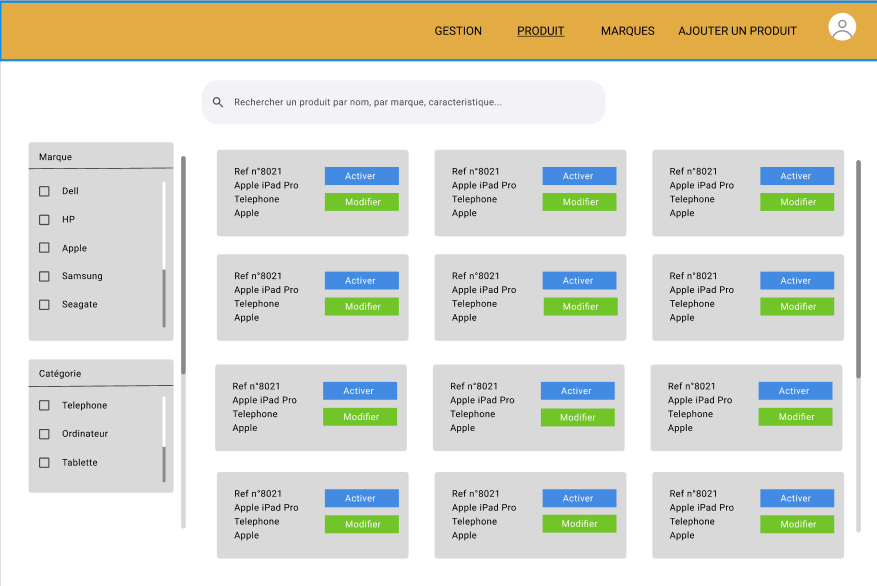 GESTION PRODUIT MARQUES AJOUTER UN PRODUIT
Rechercher un produit par nom, par marque, caracteristique...
Marque
Dell
HP
Apple
Samsung
Seagate
Catégorie
Telephone
Ordinateur
Tablette
Ref n°8021
Apple iPad Pro
Telephone
Apple
Activer
Modifier
Ref n°8021
Apple iPad Pro
Telephone
Apple
Activer
Modifier
Ref n°8021
Apple iPad Pro
Telephone
Apple
Activer
Modifier
Ref n°8021
Apple iPad Pro
Telephone
Apple
Activer
Modifier
Ref n°8021
Apple iPad Pro
Telephone
Apple
Activer
Modifier
Ref n°8021
Apple iPad Pro
Telephone
Apple
Activer
Modifier
Ref n°8021
Apple iPad Pro
Telephone
Apple
Activer
Modifier
Ref n°8021
Apple iPad Pro
Telephone
Apple
Activer
Modifier
Ref n°8021
Apple iPad Pro
Telephone
Apple
Activer
Modifier
Ref n°8021
Apple iPad Pro
Telephone
Apple
Activer
Modifier
Ref n°8021
Apple iPad Pro
Telephone
Apple
Activer
Modifier
Ref n°8021
Apple iPad Pro
Telephone
Apple
Activer
Modifier